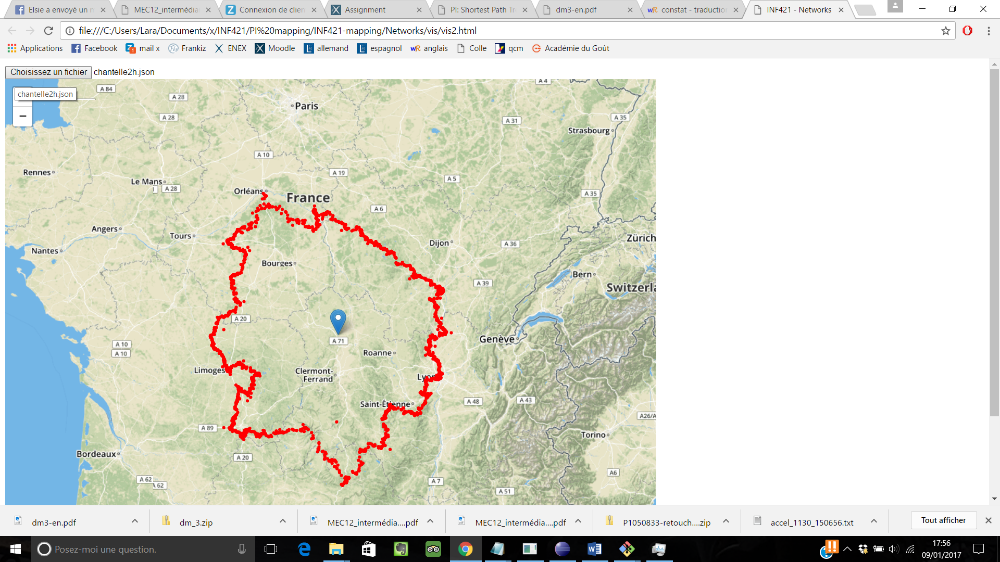 Elsie a envoyé un m
MEC12_intermédia
Connexion de clien
Assignment
PI: Shortest Path Tr
dm3-en.pdf
constat - traduction
INF421 - Networks
file:///C:/Users/Lara/Documents/x/INF421/PI%20mapping/INF421-mapping/Networks/vis/vis2.html
Applications Facebook mail x Frankiz ENEX Moodle allemand espagnol anglais Colle qcm Académie du Goût
Choisissez un fichier chantelle2h.json
chantelle2h.json
−
A 4
A 84
A 28
Paris
A 28
A 35
A 31
Strasbourg
A 10
Rennes
A 19
A 5
Le Mans
A 28
Orléans
France
A 35
A 6
Angers
Tours
Dijon
A 36
Zürich
Nantes
Bourges
Bern
A 39
Switzerla
A 20
A 10
A 71
Genève
A 10
Roanne
Limoges
Clermont-
Ferrand
Lyon
Saint-Étienne
A 48
A 43
A26/A
A 89
Torino
Bordeaux
A 20
A6
A 62
A 62
A 7
A 51
dm3-en.pdf
dm_3.zip
MEC12_intermédia....pdf
MEC12_intermédia....pdf
P1050833-retouch....zip
accel_1130_150656.txt
Tout afficher
Posez-moi une question.
17:56
09/01/2017